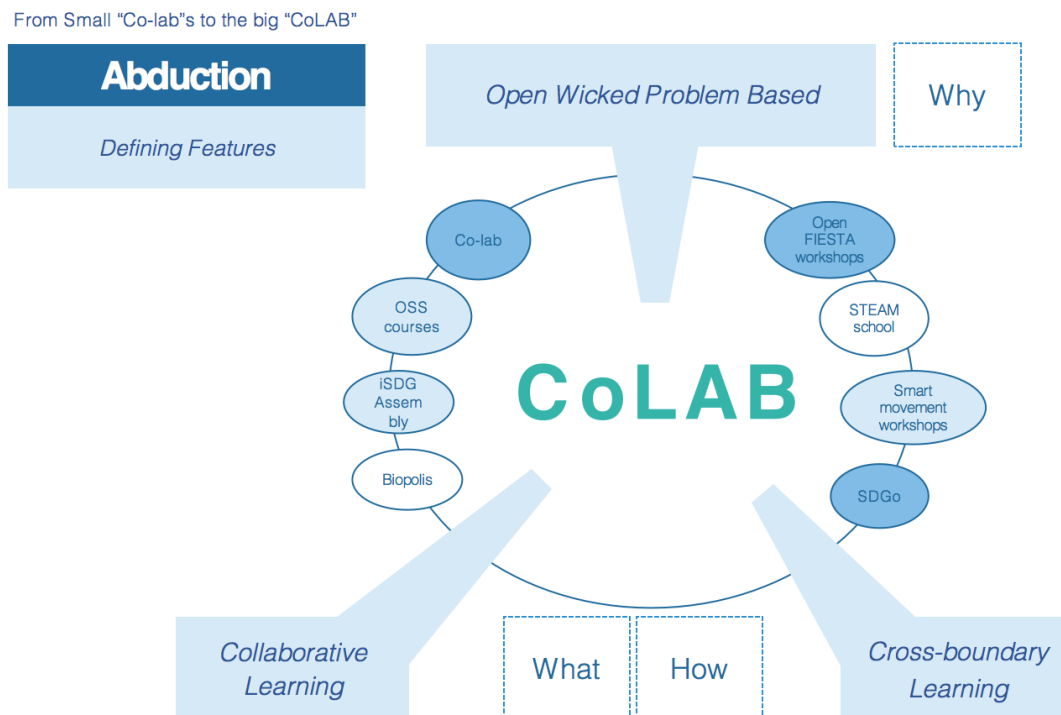 From Small “Co-lab”s to the big “CoLAB”
Abduction
Defining Features
Open Wicked Problem Based
Why
Co-lab
OSS
courses
iSDG
Assem
bly
Biopolis
CoLAB
Open
FIESTA
workshops
STEAM
school
Smart
movement
workshops
SDGo
Collaborative
Learning
What
How
Cross-boundary
Learning